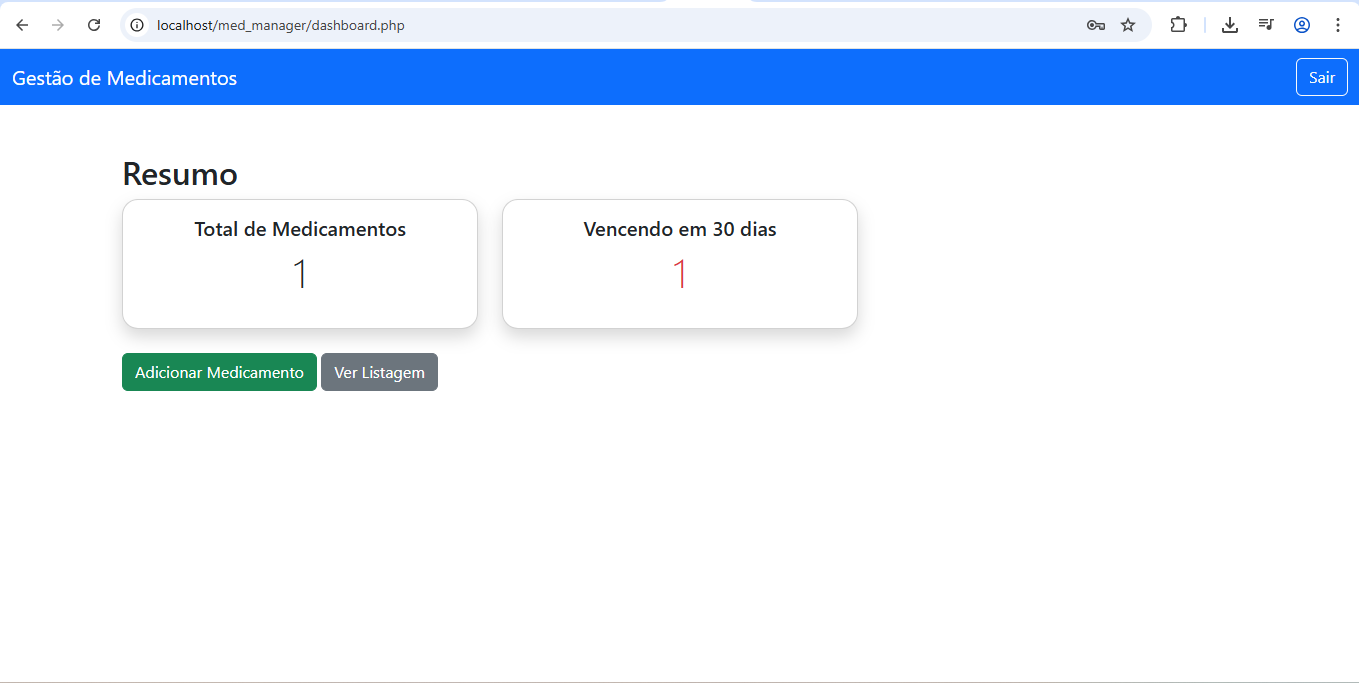 localhost/med_manager/dashboard.php
Gestão de Medicamentos
Sair
Resumo
Total de Medicamentos
1
Vencendo em 30 dias
1
Adicionar Medicamento
Ver Listagem